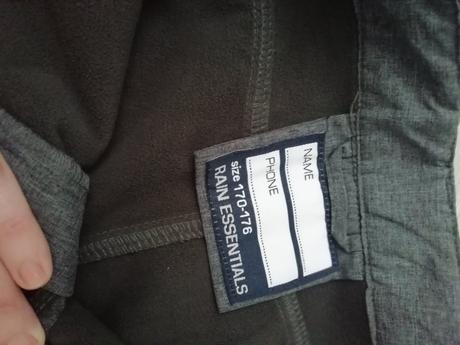 NAME
PHONE
size 170-176
RAIN ESSENTIALS